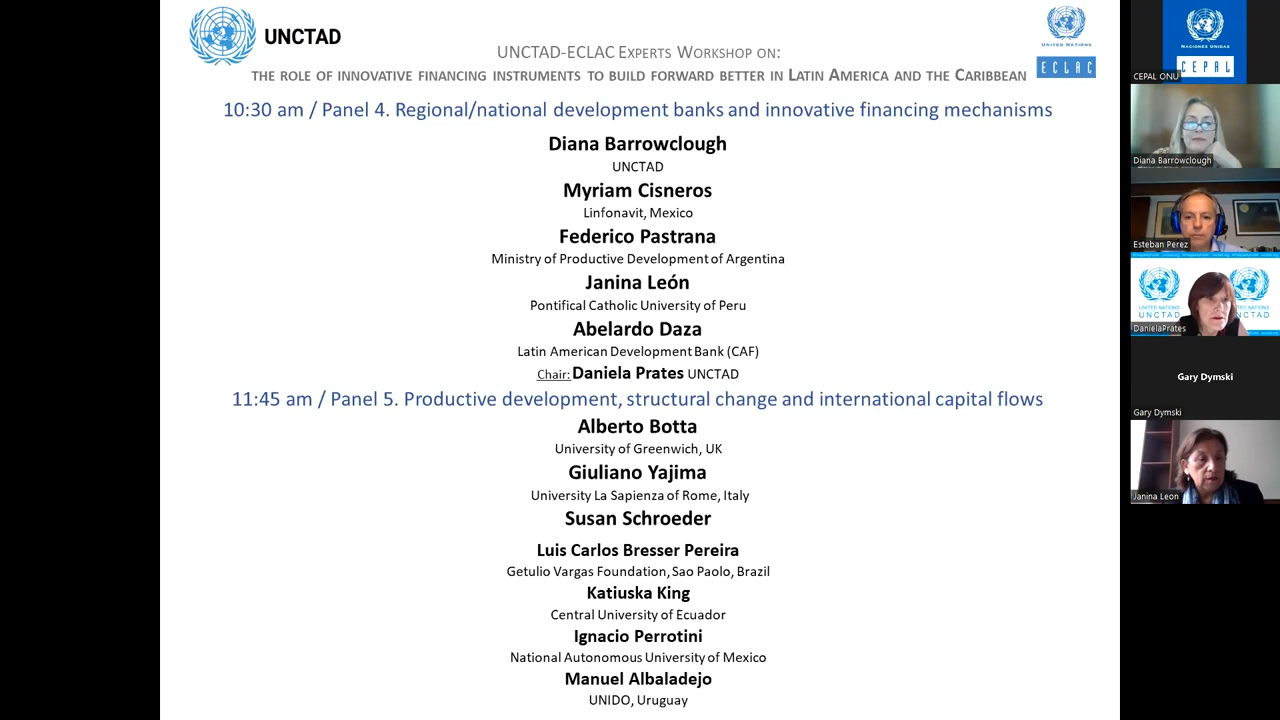 UNCTAD
UNCTAD-ECLAC EXPERTS WORKSHOP ON:
THE ROLE OF INNOVATIVE FINANCING INSTRUMENTS TO BUILD FORWARD BETTER IN LATIN AMERICA AND THE CARIBBEAN
UNITED NATIONS
ECLAC
10:30 am / Panel 4. Regional/national development banks and innovative financing mechanisms
Diana Barrowclough
UNCTAD
Myriam Cisneros
Linfonavit, Mexico
Federico Pastrana
Ministry of Productive Development of Argentina
Janina León
Pontifical Catholic University of Peru
Abelardo Daza
Latin American Development Bank (CAF)
Chair: Daniela Prates UNCTAD
11:45 am / Panel 5. Productive development, structural change and international capital flows
Alberto Botta
University of Greenwich, UK
Giuliano Yajima
University La Sapienza of Rome, Italy
Susan Schroeder
Luis Carlos Bresser Pereira
Getulio Vargas Foundation, Sao Paolo, Brazil
Katiuska King
Central University of Ecuador
Ignacio Perrotini
National Autonomous University of Mexico
Manuel Albaladejo
UNIDO, Uruguay
NACIONES UNIDAS
CEPAL
CEPAL ONU
Diana Barrowclough
Esteban Perez
UNITED NATIONS
UNCTAD
UNCTAD
DanielaPrates
Gary Dymski
Gary Dymski
Janina Leon